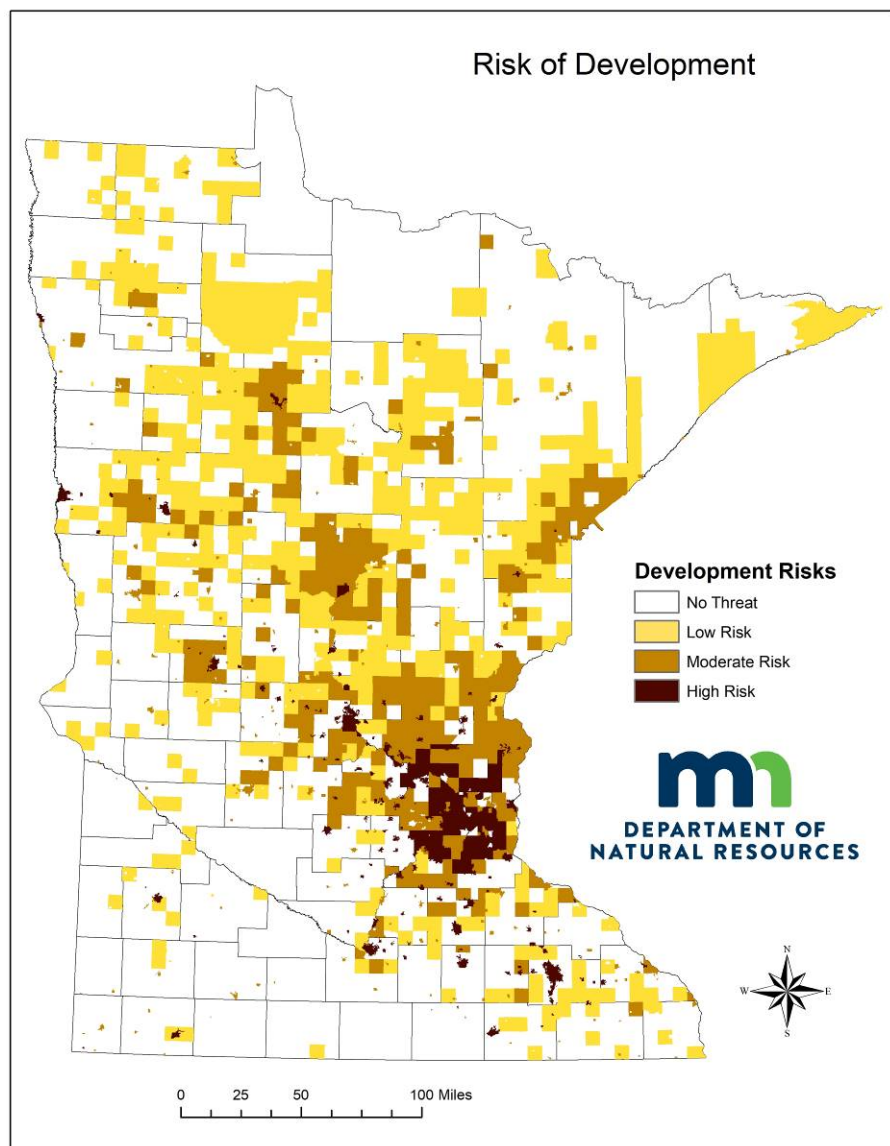 Risk of Development
Development Risks
No Threat
Low Risk
Moderate Risk
High Risk
mn
DEPARTMENT OF
NATURAL RESOURCES
N
W E
S
0 25 50 100 Miles